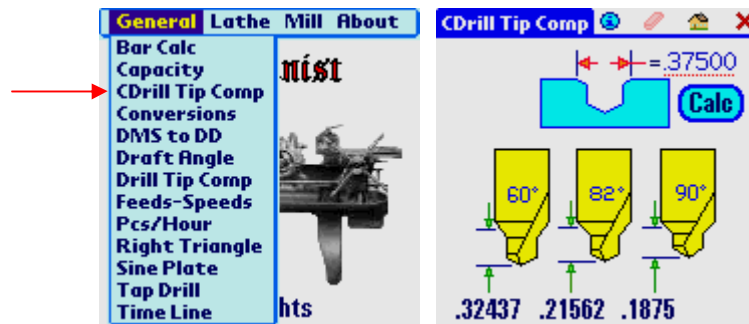 General Lathe Mill About
Bar Calc
Capacity
CDrill Tip Comp
Conversions
DMS to DD
Draft Angle
Drill Tip Comp
Feeds-Speeds
Pcs/Hour
Right Triangle
Sine Plate
Tap Drill
Time Line
nist
hts
CDrill Tip Comp
=.37500
Calc
60° 82° 90°
.32437 .21562 .1875